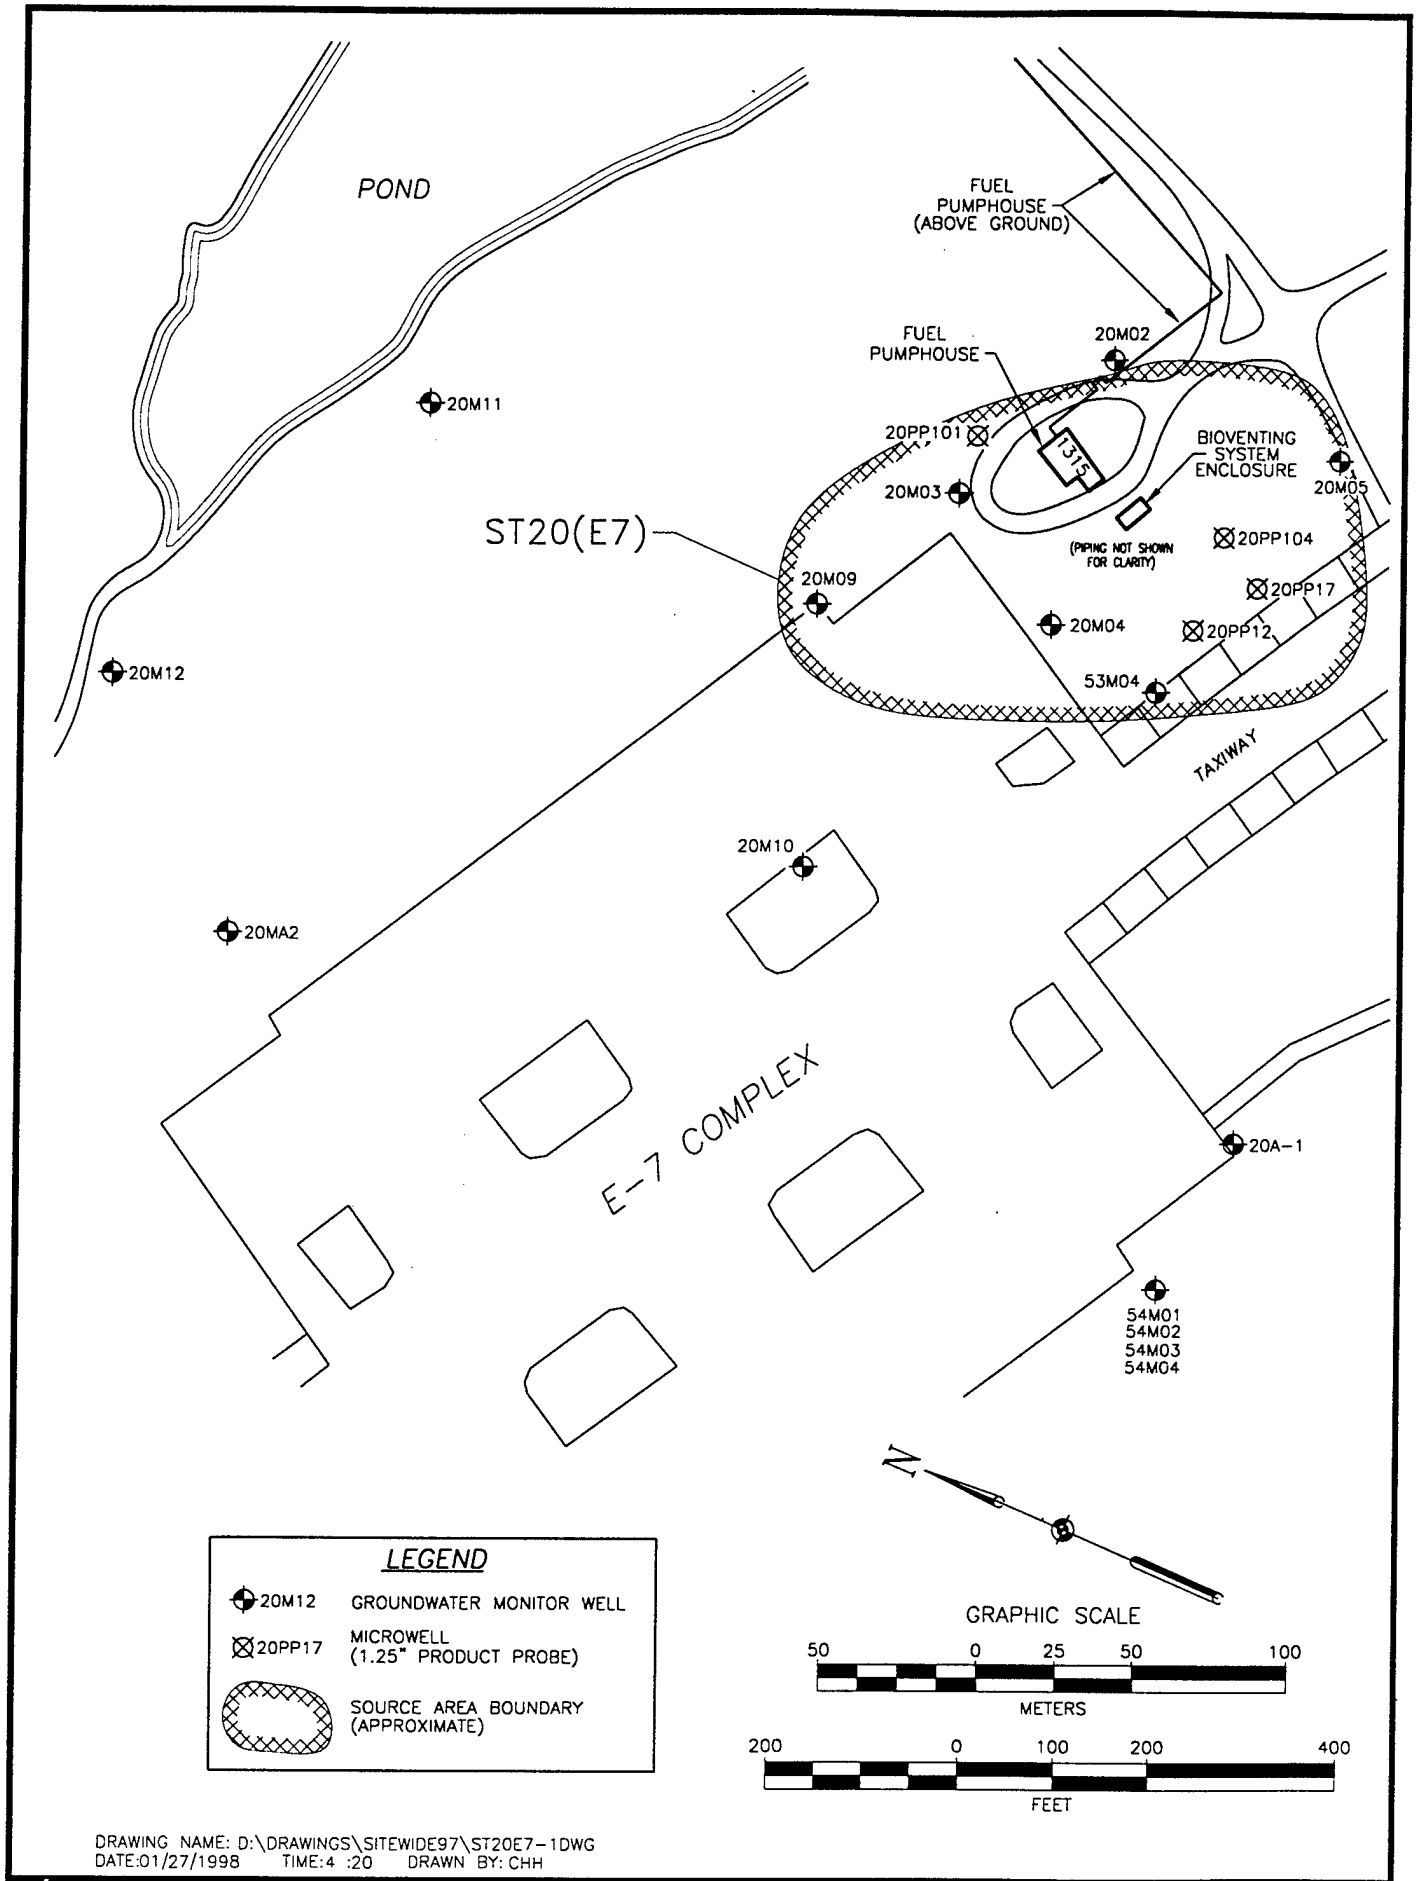 POND
FUEL
PUMPHOUSE
(ABOVE GROUND)
FUEL
PUMPHOUSE
20M02
20M11
20PP101
1315
BIOVENTING
SYSTEM
ENCLOSURE
20M03
20M05
ST20(E7)
(PIPING NOT SHOWN
FOR CLARITY)
20PP104
20M09
20PP17
20M04
20PP12
20M12
53M04
TAXIWAY
20M10
20MA2
E-7 COMPLEX
20A-1
54M01
54M02
54M03
54M04
N
LEGEND
20M12 GROUNDWATER MONITOR WELL
20PP17 MICROWELL
(1.25" PRODUCT PROBE)
SOURCE AREA BOUNDARY
(APPROXIMATE)
GRAPHIC SCALE
50 0 25 50 100
METERS
200 0 100 200 400
FEET
DRAWING NAME: D:\DRAWINGS\SITEWIDE97\ST20E7-1DWG
DATE:01/27/1998 TIME:4 :20 DRAWN BY: CHH